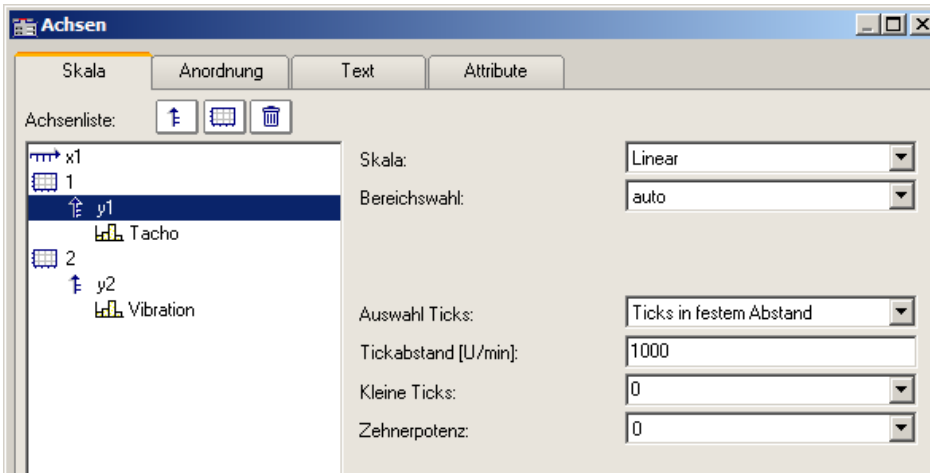 Achsen
Skala Anordnung Text Attribute
Achsenliste:
x1
1
y1
Tacho
2
y2
Vibration
Skala: Linear
Bereichswahl: auto
Auswahl Ticks: Ticks in festem Abstand
Tickabstand [U/min]: 1000
Kleine Ticks: 0
Zehnerpotenz: 0